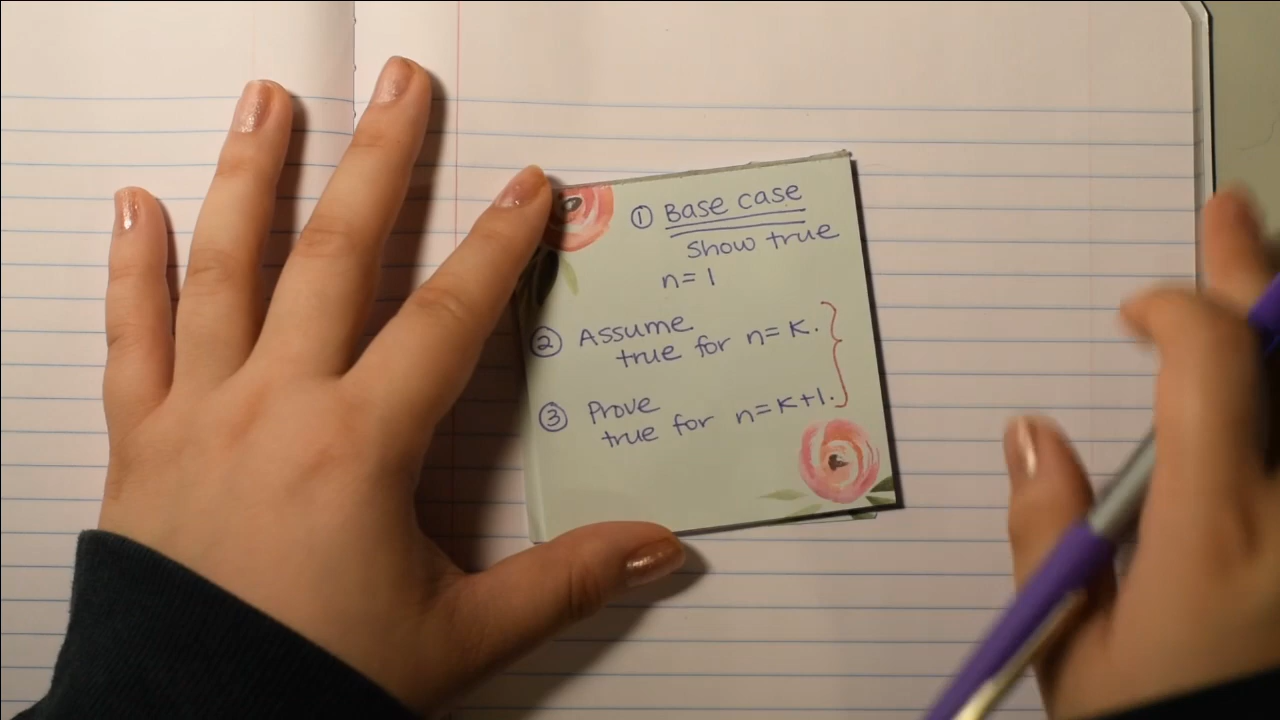 ① Base case
Show true
n=1
② Assume
true for n=k.
③ Prove
true for n=k+1.